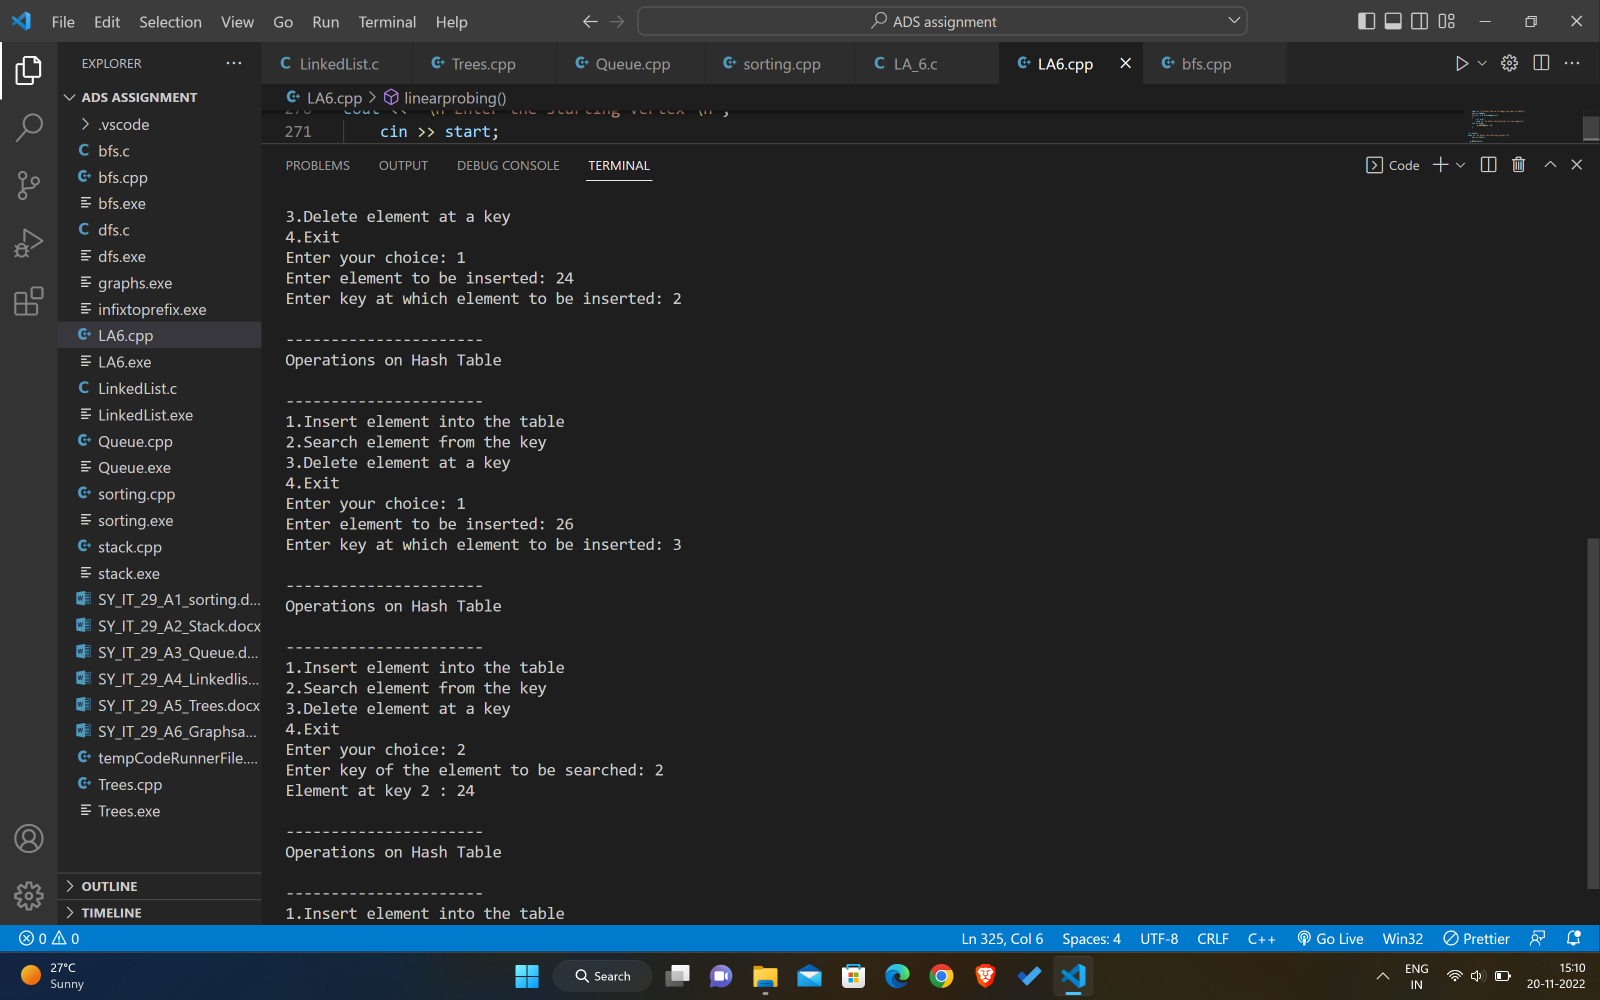 File Edit Selection View Go Run Terminal Help
ADS assignment
EXPLORER
LinkedList.c
Trees.cpp
Queue.cpp
sorting.cpp
LA_6.c
LA6.cpp
bfs.cpp
ADS ASSIGNMENT
.vscode
bfs.c
bfs.cpp
bfs.exe
dfs.c
dfs.exe
graphs.exe
infixtoprefix.exe
LA6.cpp
LA6.exe
LinkedList.c
LinkedList.exe
Queue.cpp
Queue.exe
sorting.cpp
sorting.exe
stack.cpp
stack.exe
SY_IT_29_A1_sorting.d...
SY_IT_29_A2_Stack.docx
SY_IT_29_A3_Queue.d...
SY_IT_29_A4_Linkedlis...
SY_IT_29_A5_Trees.docx
SY_IT_29_A6_Graphsa...
tempCodeRunnerFile....
Trees.cpp
Trees.exe
OUTLINE
TIMELINE
LA6.cpp > linearprobing()
270 cout << "\n Enter the starting vertex \n";
271 cin >> start;
PROBLEMS OUTPUT DEBUG CONSOLE TERMINAL
Code
3.Delete element at a key
4.Exit
Enter your choice: 1
Enter element to be inserted: 24
Enter key at which element to be inserted: 2
----------------------
Operations on Hash Table
----------------------
1.Insert element into the table
2.Search element from the key
3.Delete element at a key
4.Exit
Enter your choice: 1
Enter element to be inserted: 26
Enter key at which element to be inserted: 3
----------------------
Operations on Hash Table
----------------------
1.Insert element into the table
2.Search element from the key
3.Delete element at a key
4.Exit
Enter your choice: 2
Enter key of the element to be searched: 2
Element at key 2 : 24
----------------------
Operations on Hash Table
----------------------
1.Insert element into the table
0 0
Ln 325, Col 6 Spaces: 4 UTF-8 CRLF C++ Go Live Win32 Prettier
27°C
Sunny
Search
ENG
IN
15:10
20-11-2022